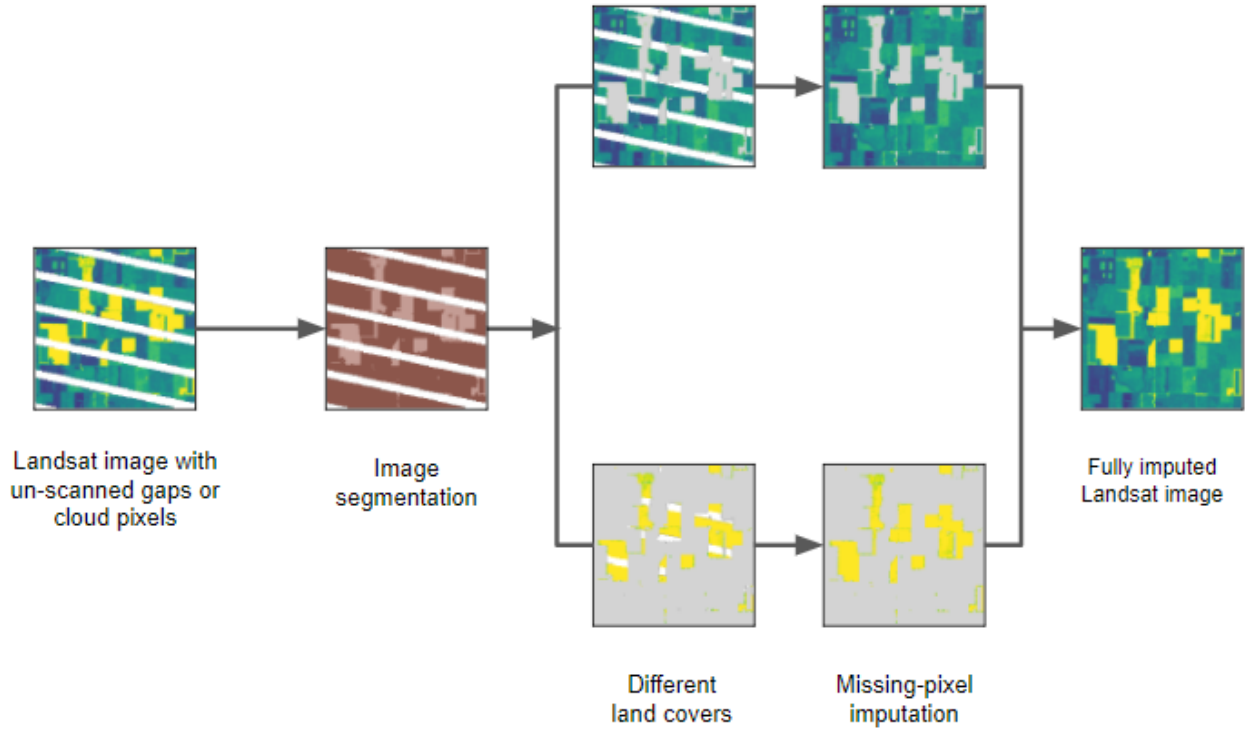 Landsat image with
un-scanned gaps or
cloud pixels
Image
segmentation
Different
land covers
Missing-pixel
imputation
Fully imputed
Landsat image